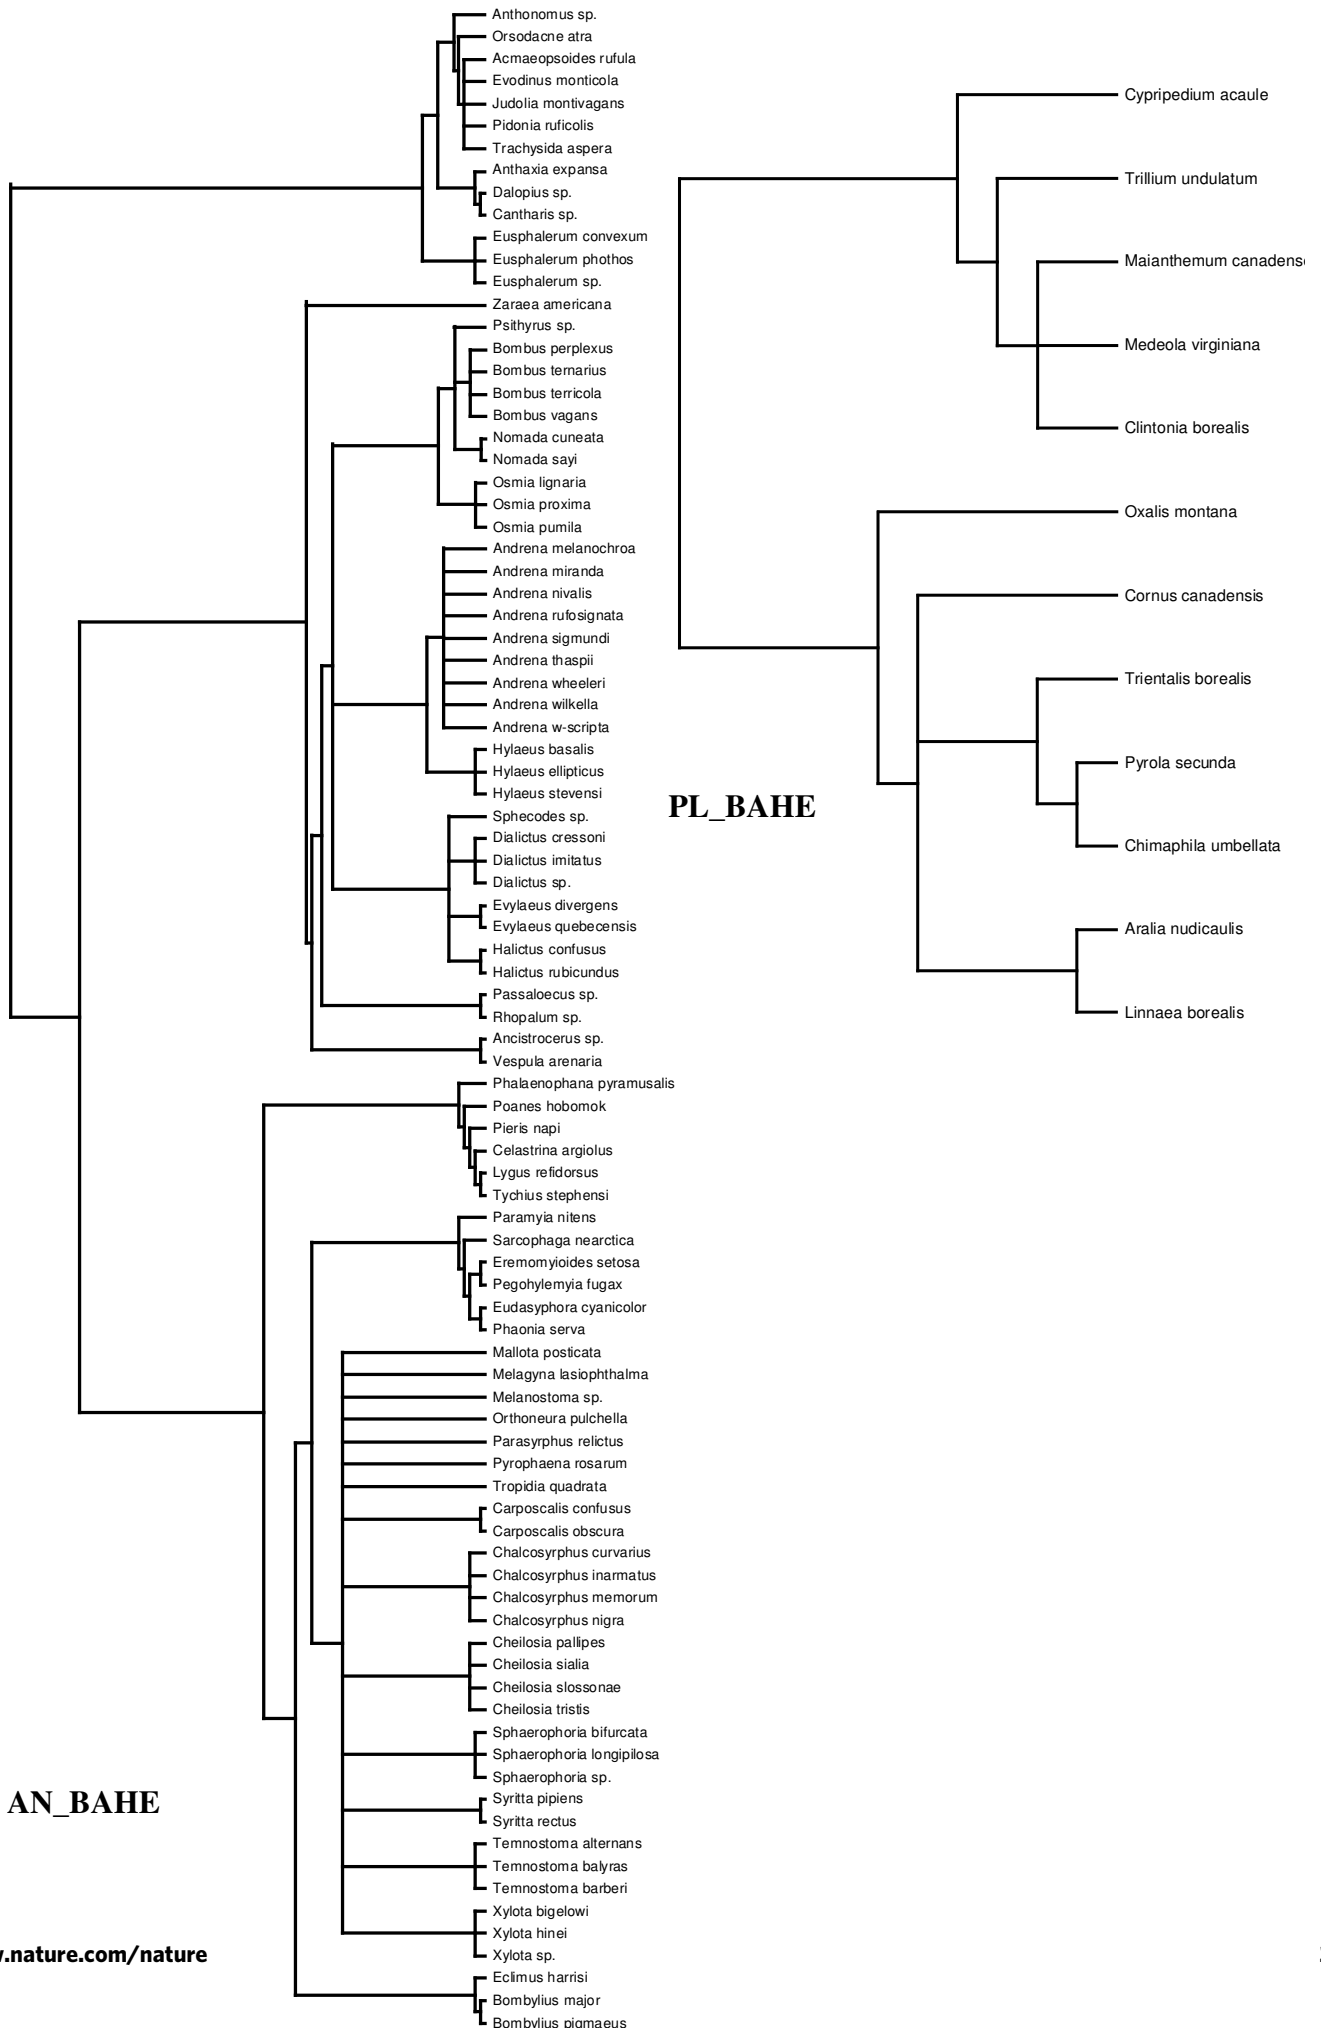 Anthonomus sp.
Orsodacne atra
Acmaeopsoides rufula
Evodinus monticola
Judolia montivagans
Pidonia ruficolis
Trachysida aspera
Anthaxia expansa
Dalopius sp.
Cantharis sp.
Eusphalerum convexum
Eusphalerum phothos
Eusphalerum sp.
Zaraea americana
Psithyrus sp.
Bombus perplexus
Bombus ternarius
Bombus terricola
Bombus vagans
Nomada cuneata
Nomada sayi
Osmia lignaria
Osmia proxima
Osmia pumila
Andrena melanochroa
Andrena miranda
Andrena nivalis
Andrena rufosignata
Andrena sigmundi
Andrena thaspii
Andrena wheeleri
Andrena wilkella
Andrena w-scripta
Hylaeus basalis
Hylaeus ellipticus
Hylaeus stevensi
Sphecodes sp.
Dialictus cressoni
Dialictus imitatus
Dialictus sp.
Evylaeus divergens
Evylaeus quebecensis
Halictus confusus
Halictus rubicundus
Passaloecus sp.
Rhopalum sp.
Ancistrocerus sp.
Vespula arenaria
Phalaenophana pyramusalis
Poanes hobomok
Pieris napi
Celastrina argiolus
Lygus refidorsus
Tychius stephensi
Paramyia nitens
Sarcophaga nearctica
Eremomyioides setosa
Pegohylemyia fugax
Eudasyphora cyanicolor
Phaonia serva
Mallota posticata
Melagyna lasiophthalma
Melanostoma sp.
Orthoneura pulchella
Parasyrphus relictus
Pyrophaena rosarum
Tropidia quadrata
Carposcalis confusus
Carposcalis obscura
Chalcosyrphus curvarius
Chalcosyrphus inarmatus
Chalcosyrphus memorum
Chalcosyrphus nigra
Cheilosia pallipes
Cheilosia sialia
Cheilosia slossonae
Cheilosia tristis
Sphaerophoria bifurcata
Sphaerophoria longipilosa
Sphaerophoria sp.
Syritta pipiens
Syritta rectus
Temnostoma alternans
Temnostoma balyras
Temnostoma barberi
Xylota bigelowi
Xylota hinei
Xylota sp.
Eclimus harrisi
Bombylius major
Bombylius pigmaeus
AN_BAHE
Cypripedium acaule
Trillium undulatum
Maianthemum canadens
Medeola virginiana
Clintonia borealis
Oxalis montana
Cornus canadensis
Trientalis borealis
Pyrola secunda
Chimaphila umbellata
Aralia nudicaulis
Linnaea borealis
PL_BAHE
.nature.com/nature